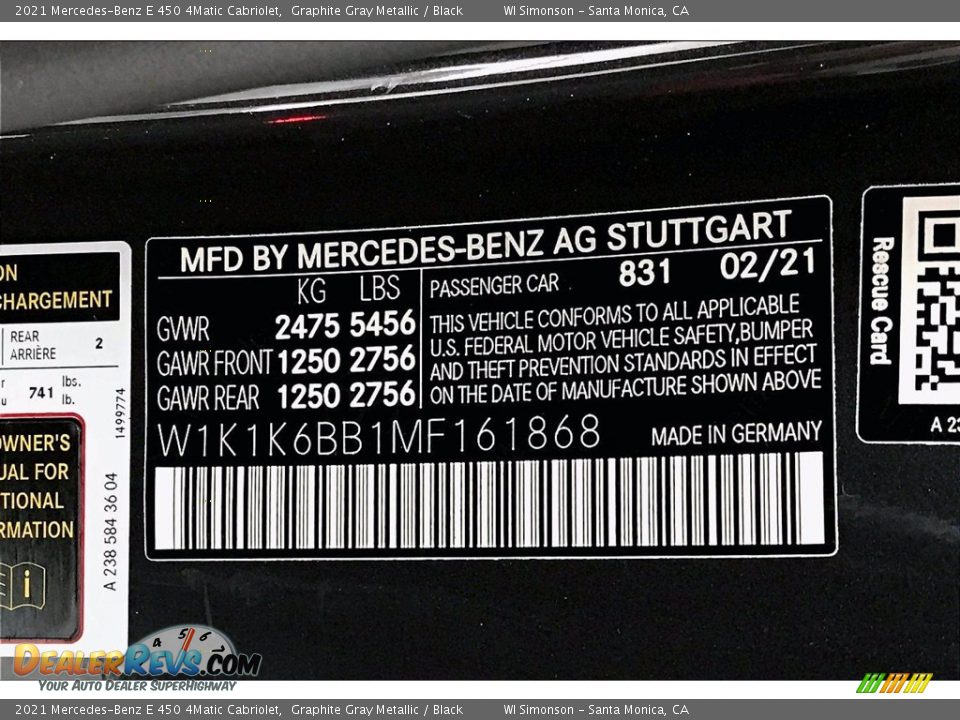 2021 Mercedes-Benz E 450 4Matic Cabriolet,  Graphite Gray Metallic / Black     WI Simonson - Santa Monica, CA
ON
CHARGEMENT
REAR
ARRIÈRE 2
r
u 741 lbs.
lb.
OWNER'S
UAL FOR
TIONAL
RMATION
i
1499774
A 238 584 36 04
MFD BY MERCEDES-BENZ AG STUTTGART
KG LBS
GVWR 2475 5456
GAWR FRONT 1250 2756
GAWR REAR 1250 2756
PASSENGER CAR 831 02/21
THIS VEHICLE CONFORMS TO ALL APPLICABLE
U.S. FEDERAL MOTOR VEHICLE SAFETY,BUMPER
AND THEFT PREVENTION STANDARDS IN EFFECT
ON THE DATE OF MANUFACTURE SHOWN ABOVE
W1K1K6BB1MF161868 MADE IN GERMANY
Rescue Card
A 23
4 5 6
DEALERREVS.COM
YOUR AUTO DEALER SUPERHIGHWAY
2021 Mercedes-Benz E 450 4Matic Cabriolet,  Graphite Gray Metallic / Black     WI Simonson - Santa Monica, CA